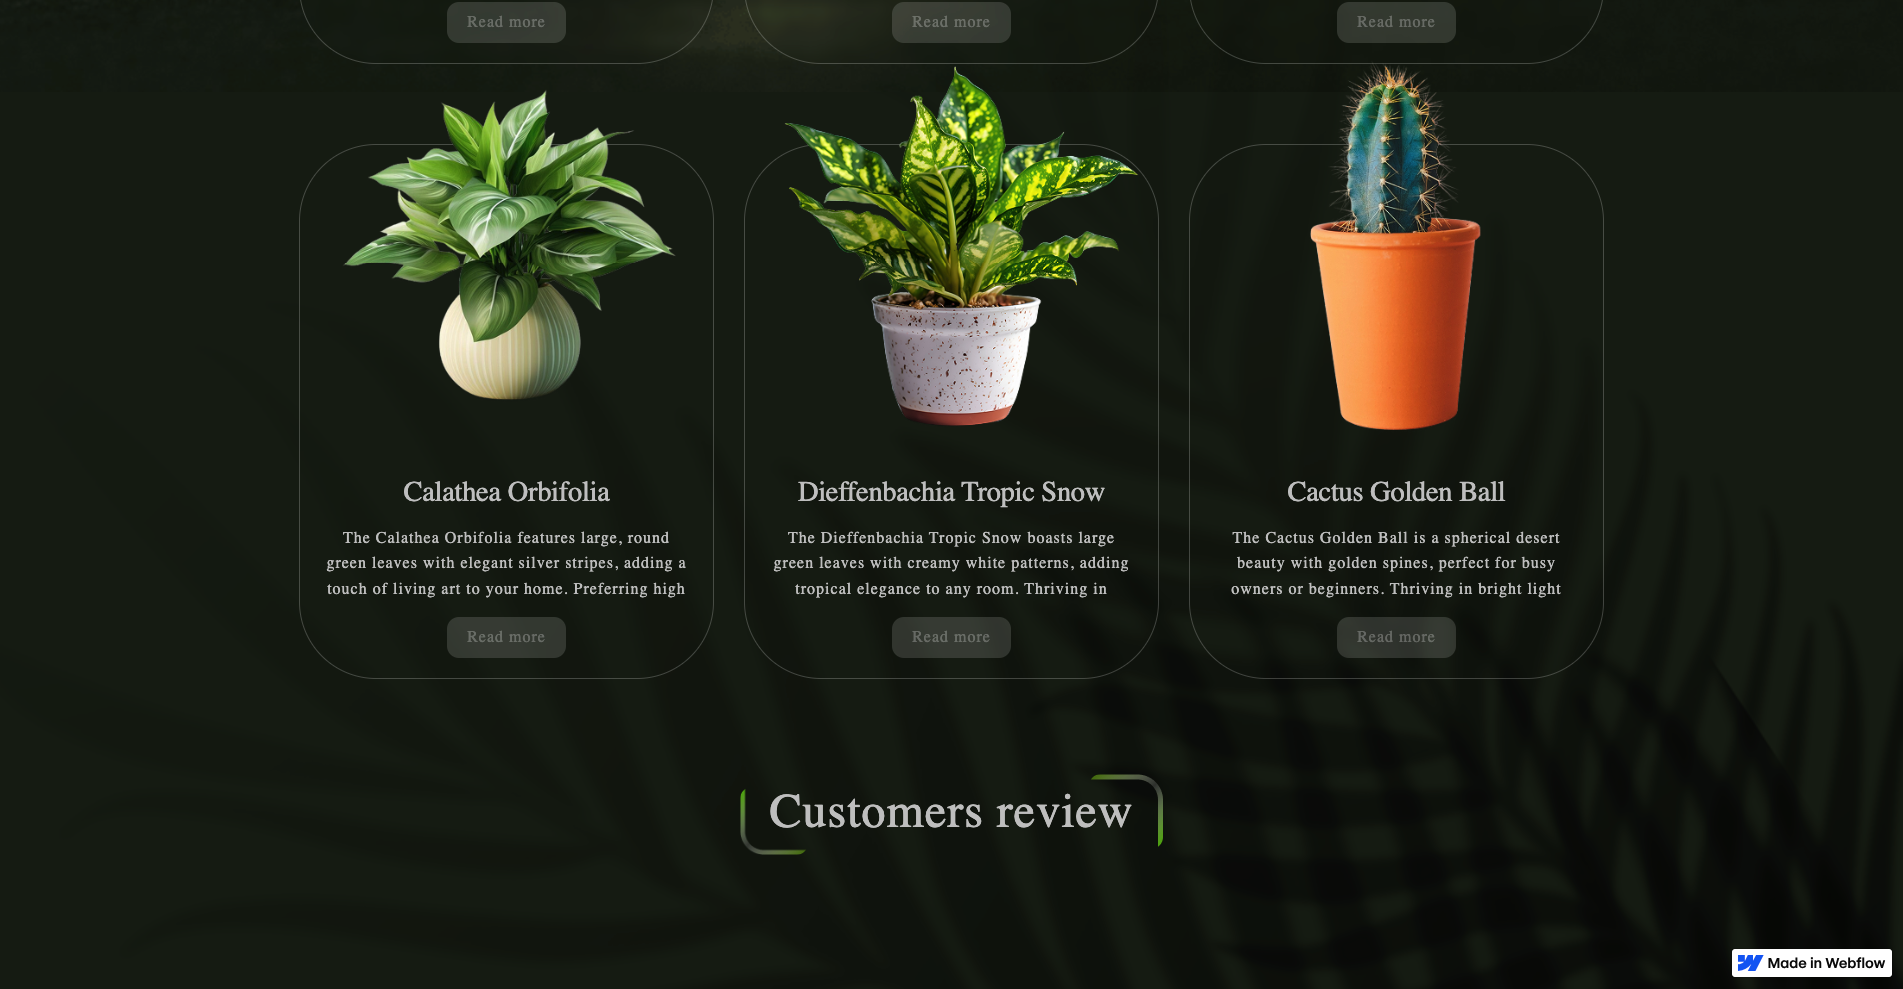 Read more
Read more
Read more
Calathea Orbifolia
The Calathea Orbifolia features large, round
green leaves with elegant silver stripes, adding a
touch of living art to your home. Preferring high
Read more
Dieffenbachia Tropic Snow
The Dieffenbachia Tropic Snow boasts large
green leaves with creamy white patterns, adding
tropical elegance to any room. Thriving in
Read more
Cactus Golden Ball
The Cactus Golden Ball is a spherical desert
beauty with golden spines, perfect for busy
owners or beginners. Thriving in bright light
Read more
Customers review
Made in Webflow